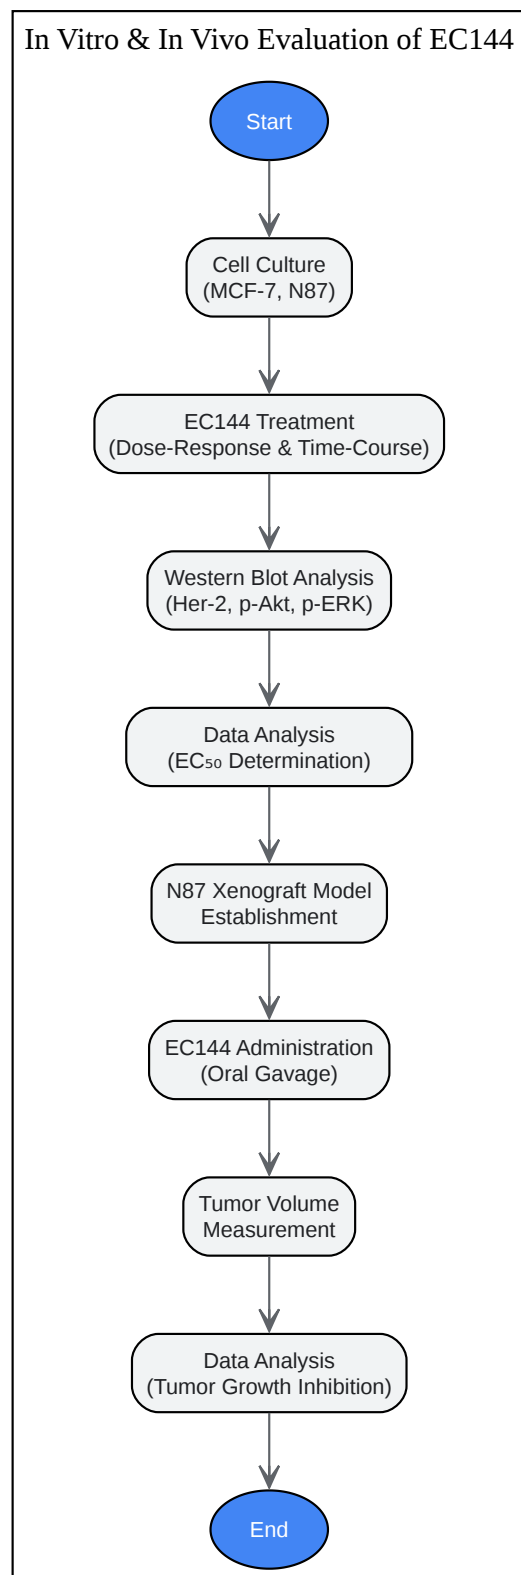 In Vitro & In Vivo Evaluation of EC144
Start
Cell Culture
(MCF-7, N87)
EC144 Treatment
(Dose-Response & Time-Course)
Western Blot Analysis
(Her-2, p-Akt, p-ERK)
Data Analysis
(EC₅₀ Determination)
N87 Xenograft Model
Establishment
EC144 Administration
(Oral Gavage)
Tumor Volume
Measurement
Data Analysis
(Tumor Growth Inhibition)
End